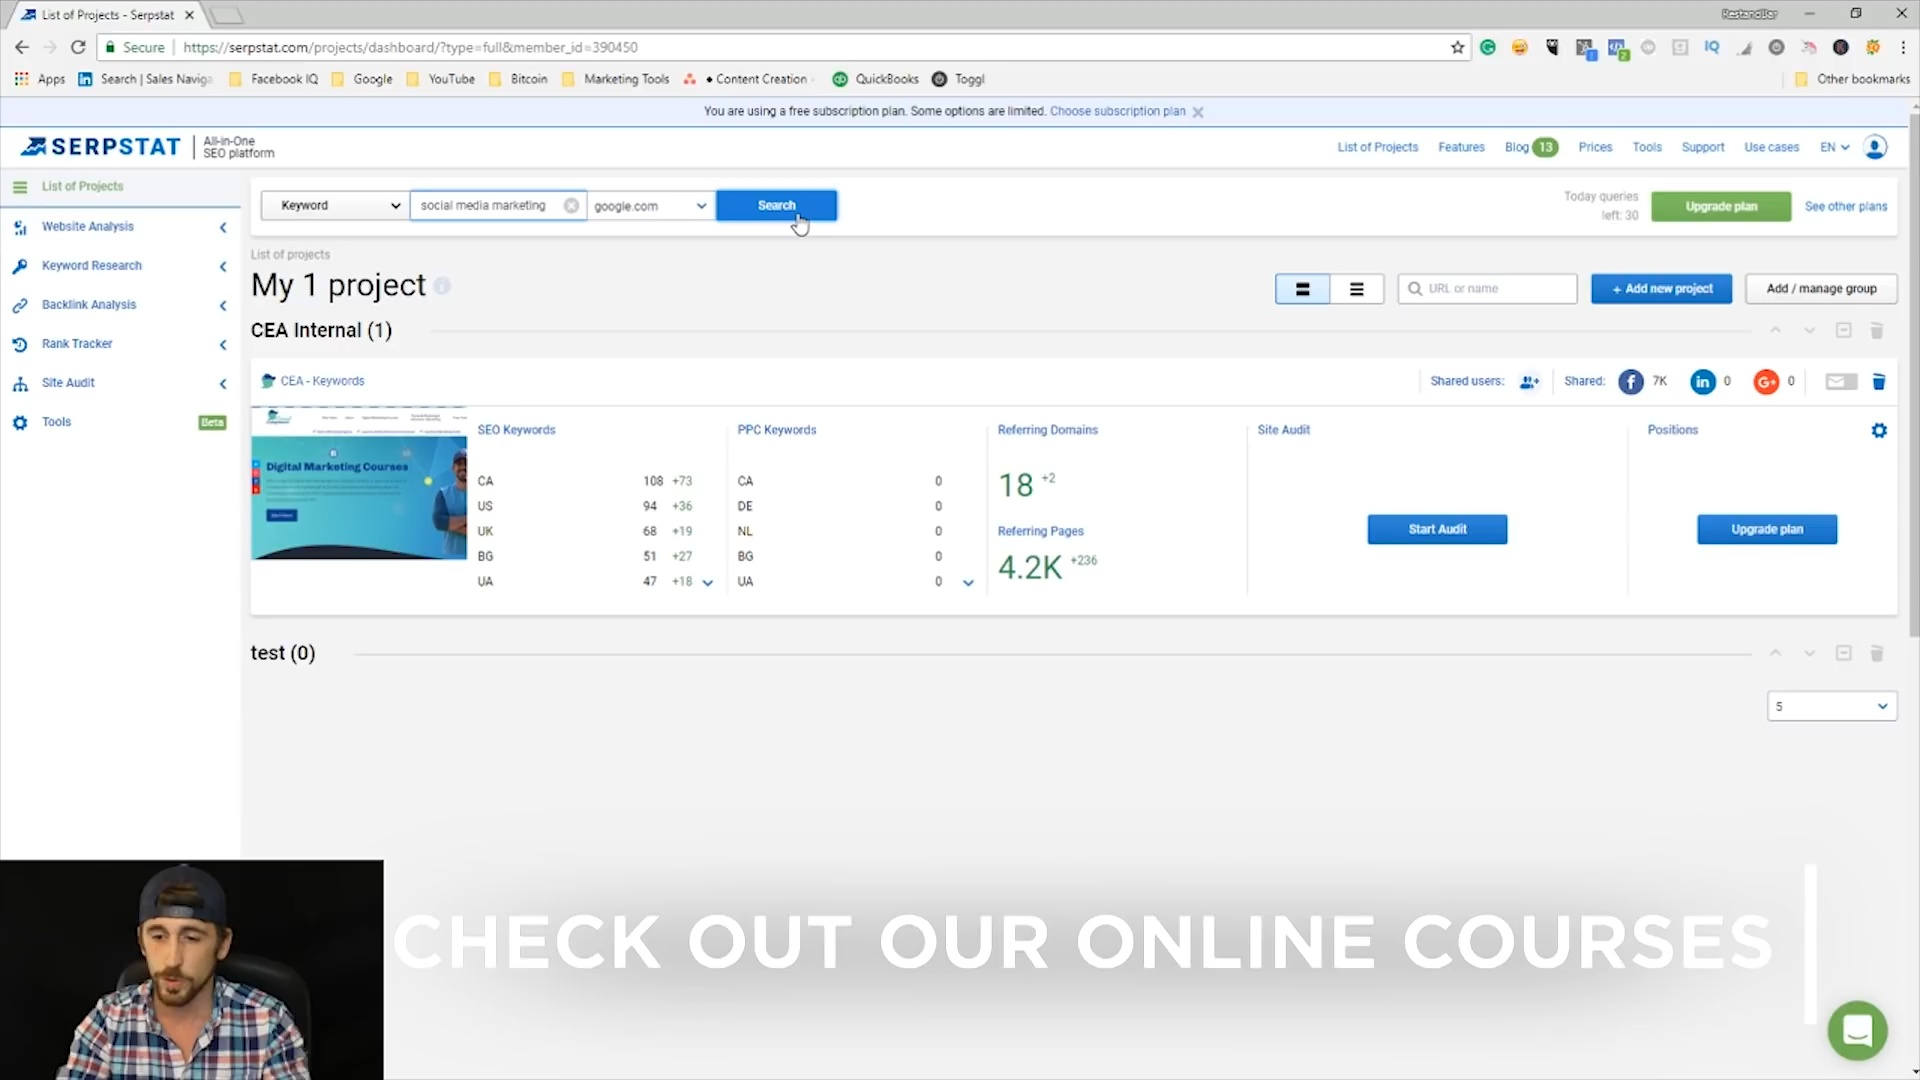 List of Projects - Serpstat
RestandBar
Secure
https://serpstat.com/projects/dashboard/?type=full&member_id=390450
Apps
Search | Sales Naviga
Facebook IQ
Google
YouTube
Bitcoin
Marketing Tools
• Content Creation
QuickBooks
Toggl
Other bookmarks
You are using a free subscription plan. Some options are limited. Choose subscription plan
SERPSTAT
All-in-One
SEO platform
List of Projects
Features
Blog 13
Prices
Tools
Support
Use cases
EN
List of Projects
Website Analysis
Keyword Research
Backlink Analysis
Rank Tracker
Site Audit
Tools
Beta
Keyword
social media marketing
google.com
Search
Today queries
left: 30
Upgrade plan
See other plans
List of projects
My 1 project
URL or name
+ Add new project
Add / manage group
CEA Internal (1)
CEA - Keywords
Shared users:
Shared:
7K
in
0
G+
0
Digital Marketing Courses
SEO Keywords
CA 108 +73
US 94 +36
UK 68 +19
BG 51 +27
UA 47 +18
PPC Keywords
CA 0
DE 0
NL 0
BG 0
UA 0
Referring Domains
18 +2
Referring Pages
4.2K +236
Site Audit
Start Audit
Positions
Upgrade plan
test (0)
5
CHECK OUT OUR ONLINE COURSES